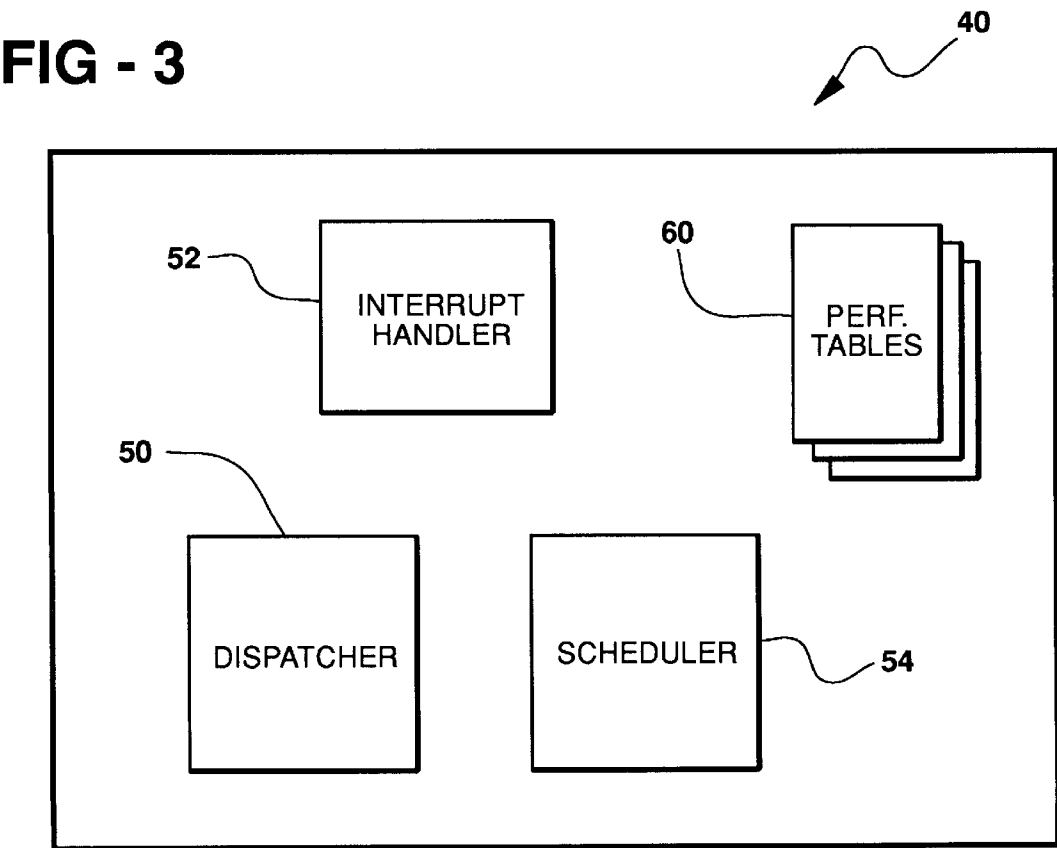 FIG - 3
40
52
INTERRUPT
HANDLER
60
PERF.
TABLES
50
DISPATCHER
SCHEDULER
54